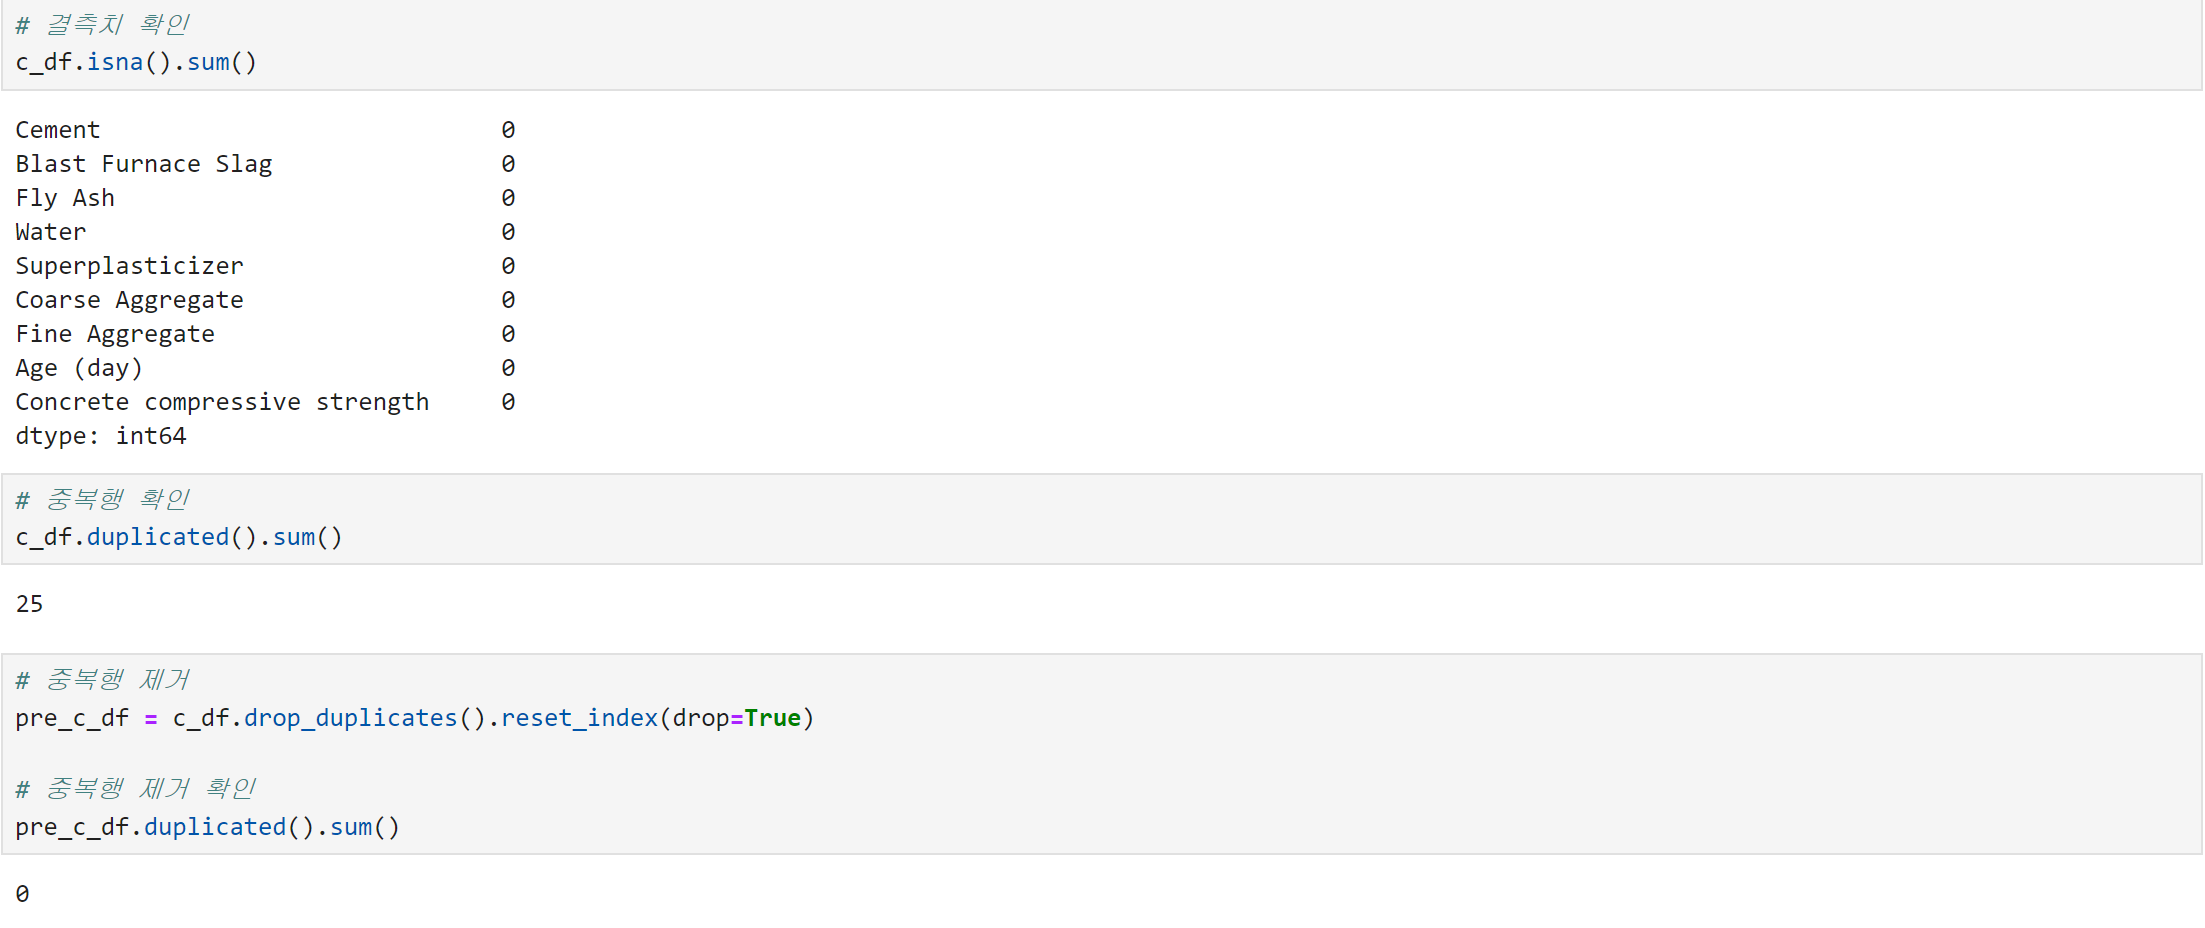 # 결측치 확인
c_df.isna().sum()
Cement 0
Blast Furnace Slag 0
Fly Ash 0
Water 0
Superplasticizer 0
Coarse Aggregate 0
Fine Aggregate 0
Age (day) 0
Concrete compressive strength 0
dtype: int64
# 중복행 확인
c_df.duplicated().sum()
25
# 중복행 제거
pre_c_df = c_df.drop_duplicates().reset_index(drop=True)
# 중복행 제거 확인
pre_c_df.duplicated().sum()
0